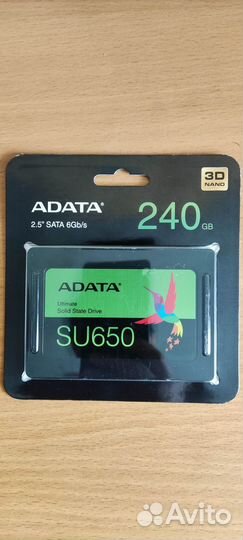 3D
NAND
ADATA
2.5" SATA 6Gb/s
240 GB
ADATA
Ultimate
Solid State Drive
SU650
Avito